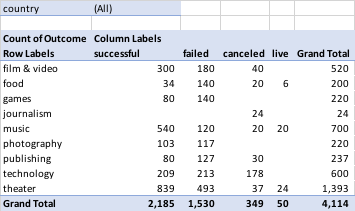 country (All)
Count of Outcome Column Labels
Row Labels successful failed canceled live Grand Total
film & video 300 180 40 520
food 34 140 20 6 200
games 80 140 220
journalism 24 24
music 540 120 20 20 700
photography 103 117 220
publishing 80 127 30 237
technology 209 213 178 600
theater 839 493 37 24 1,393
Grand Total 2,185 1,530 349 50 4,114